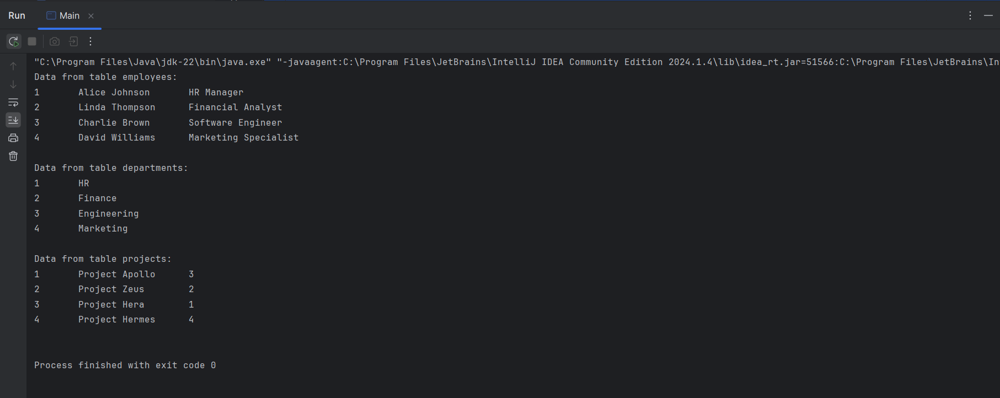 Run Main
"C:\Program Files\Java\jdk-22\bin\java.exe" "-javaagent:C:\Program Files\JetBrains\IntelliJ IDEA Community Edition 2024.1.4\lib\idea_rt.jar=51566:C:\Program Files\JetBrains\In
Data from table employees:
1 Alice Johnson HR Manager
2 Linda Thompson Financial Analyst
3 Charlie Brown Software Engineer
4 David Williams Marketing Specialist
Data from table departments:
1 HR
2 Finance
3 Engineering
4 Marketing
Data from table projects:
1 Project Apollo 3
2 Project Zeus 2
3 Project Hera 1
4 Project Hermes 4
Process finished with exit code 0